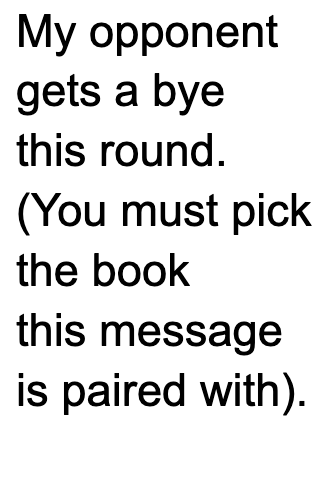 My opponent
gets a bye
this round.
(You must pick
the book
this message
is paired with).